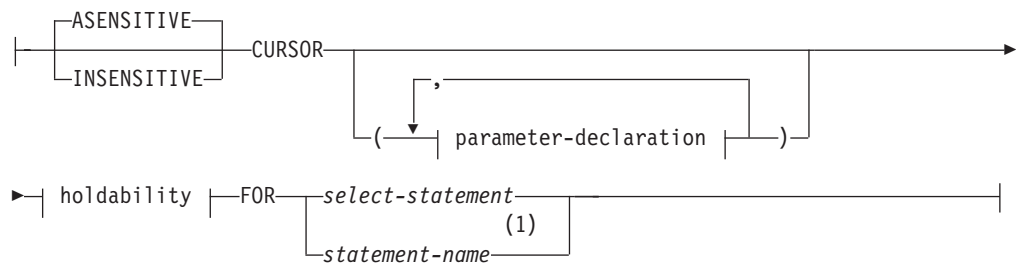 ASENSITIVE
INSENSITIVE
CURSOR
,
( parameter-declaration )
holdability FOR select-statement
(1)
statement-name